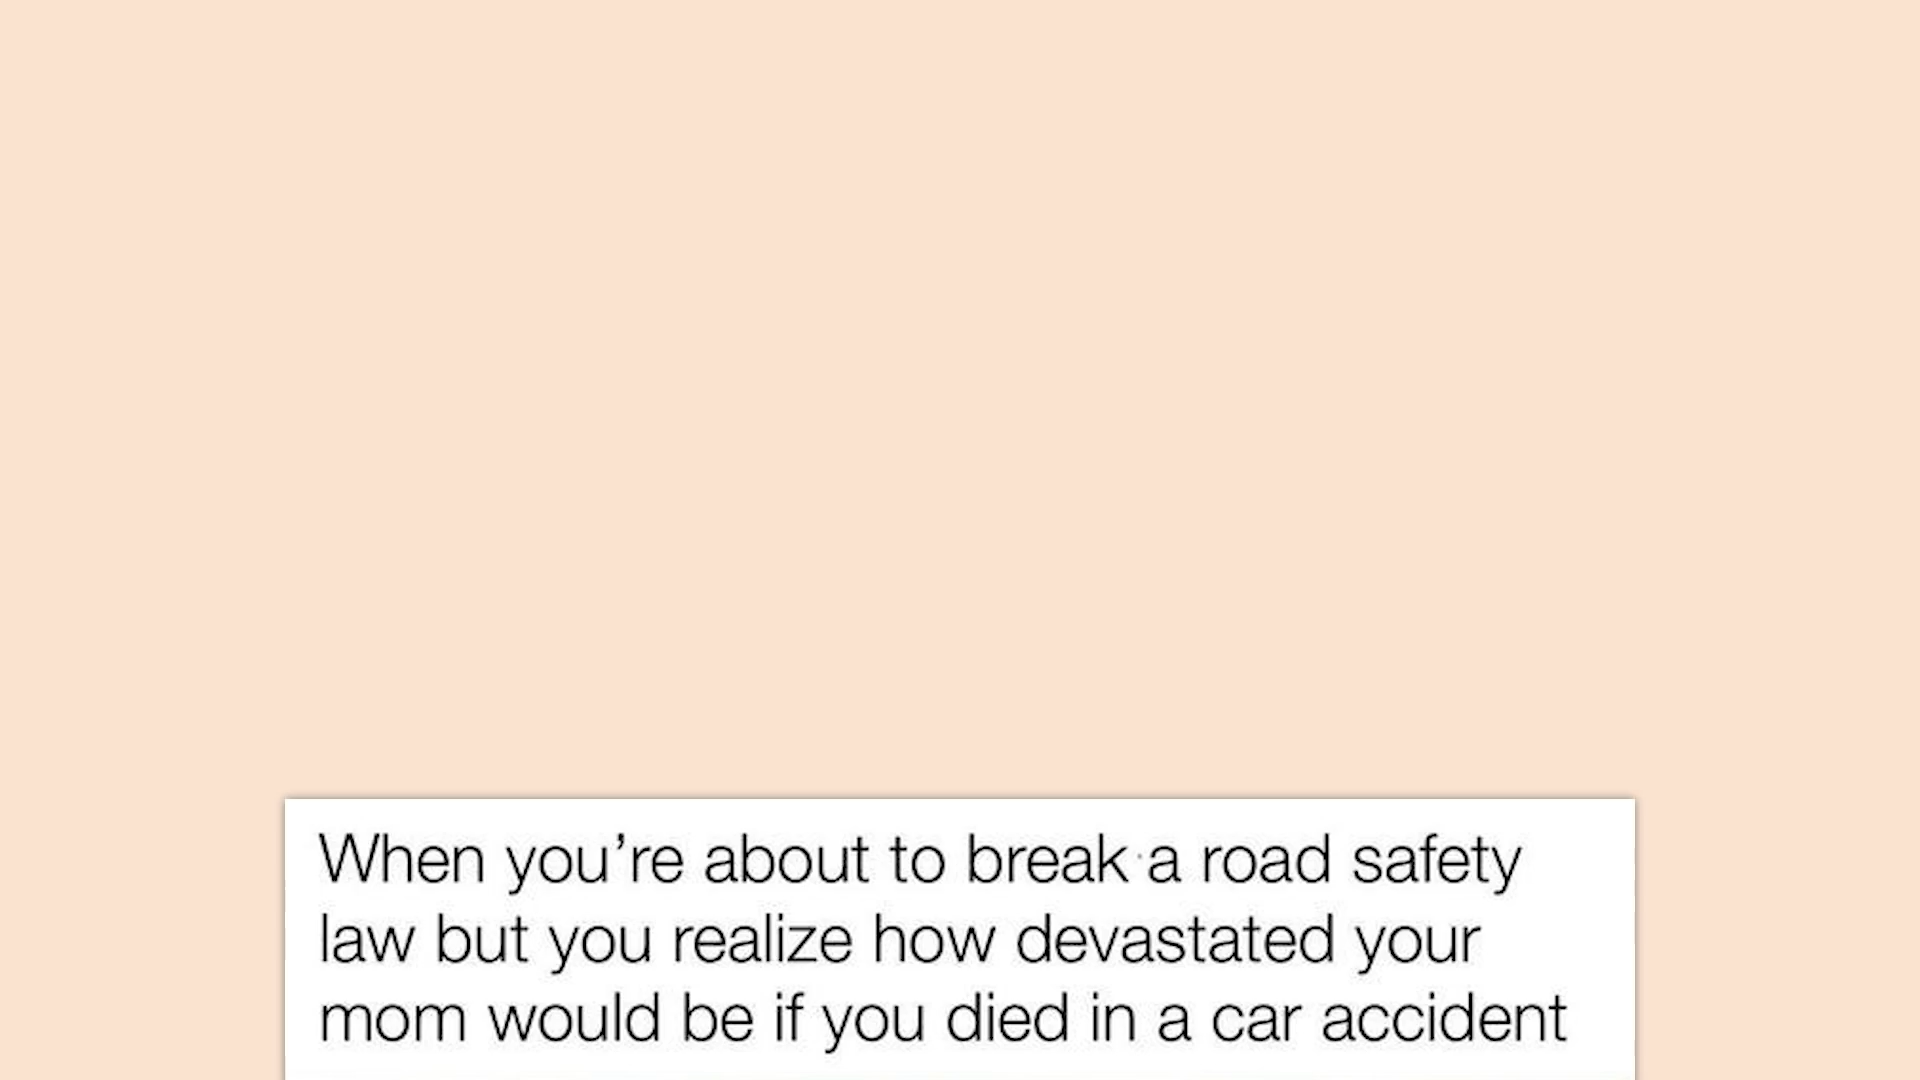 When you’re about to break a road safety
law but you realize how devastated your
mom would be if you died in a car accident